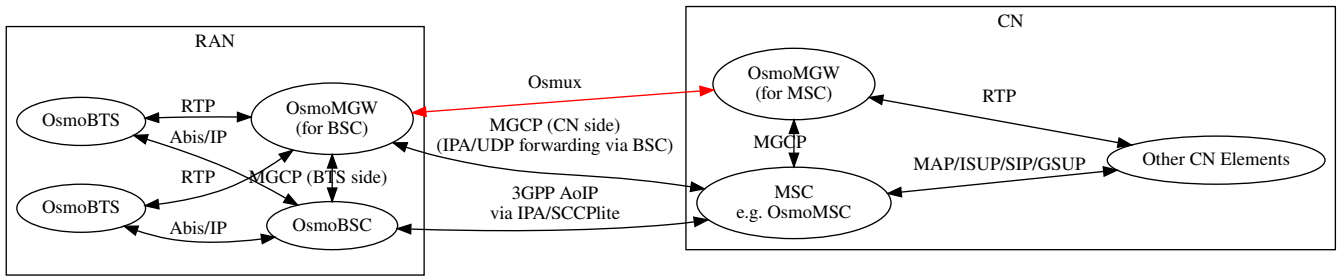 RAN
CN
OsmoBTS
RTP
OsmoMGW
(for BSC)
Osmux
OsmoMGW
(for MSC)
RTP
Abis/IP
MGCP (CN side)
(IPA/UDP forwarding via BSC)
MGCP
Other CN Elements
RTP
MGCP (BTS side)
MAP/ISUP/SIP/GSUP
OsmoBTS
Abis/IP
OsmoBSC
3GPP AoIP
via IPA/SCCPlite
MSC
e.g. OsmoMSC